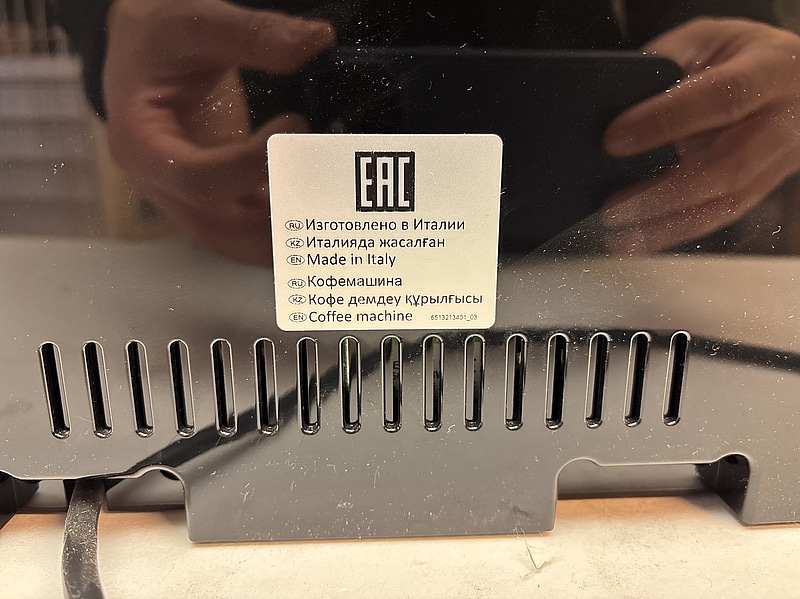 EAC
RU Изготовлено в Италии
KZ Италияда жасалған
EN Made in Italy
RU Кофемашина
KZ Кофе демдеу құрылғысы
EN Coffee machine 6513213401_03